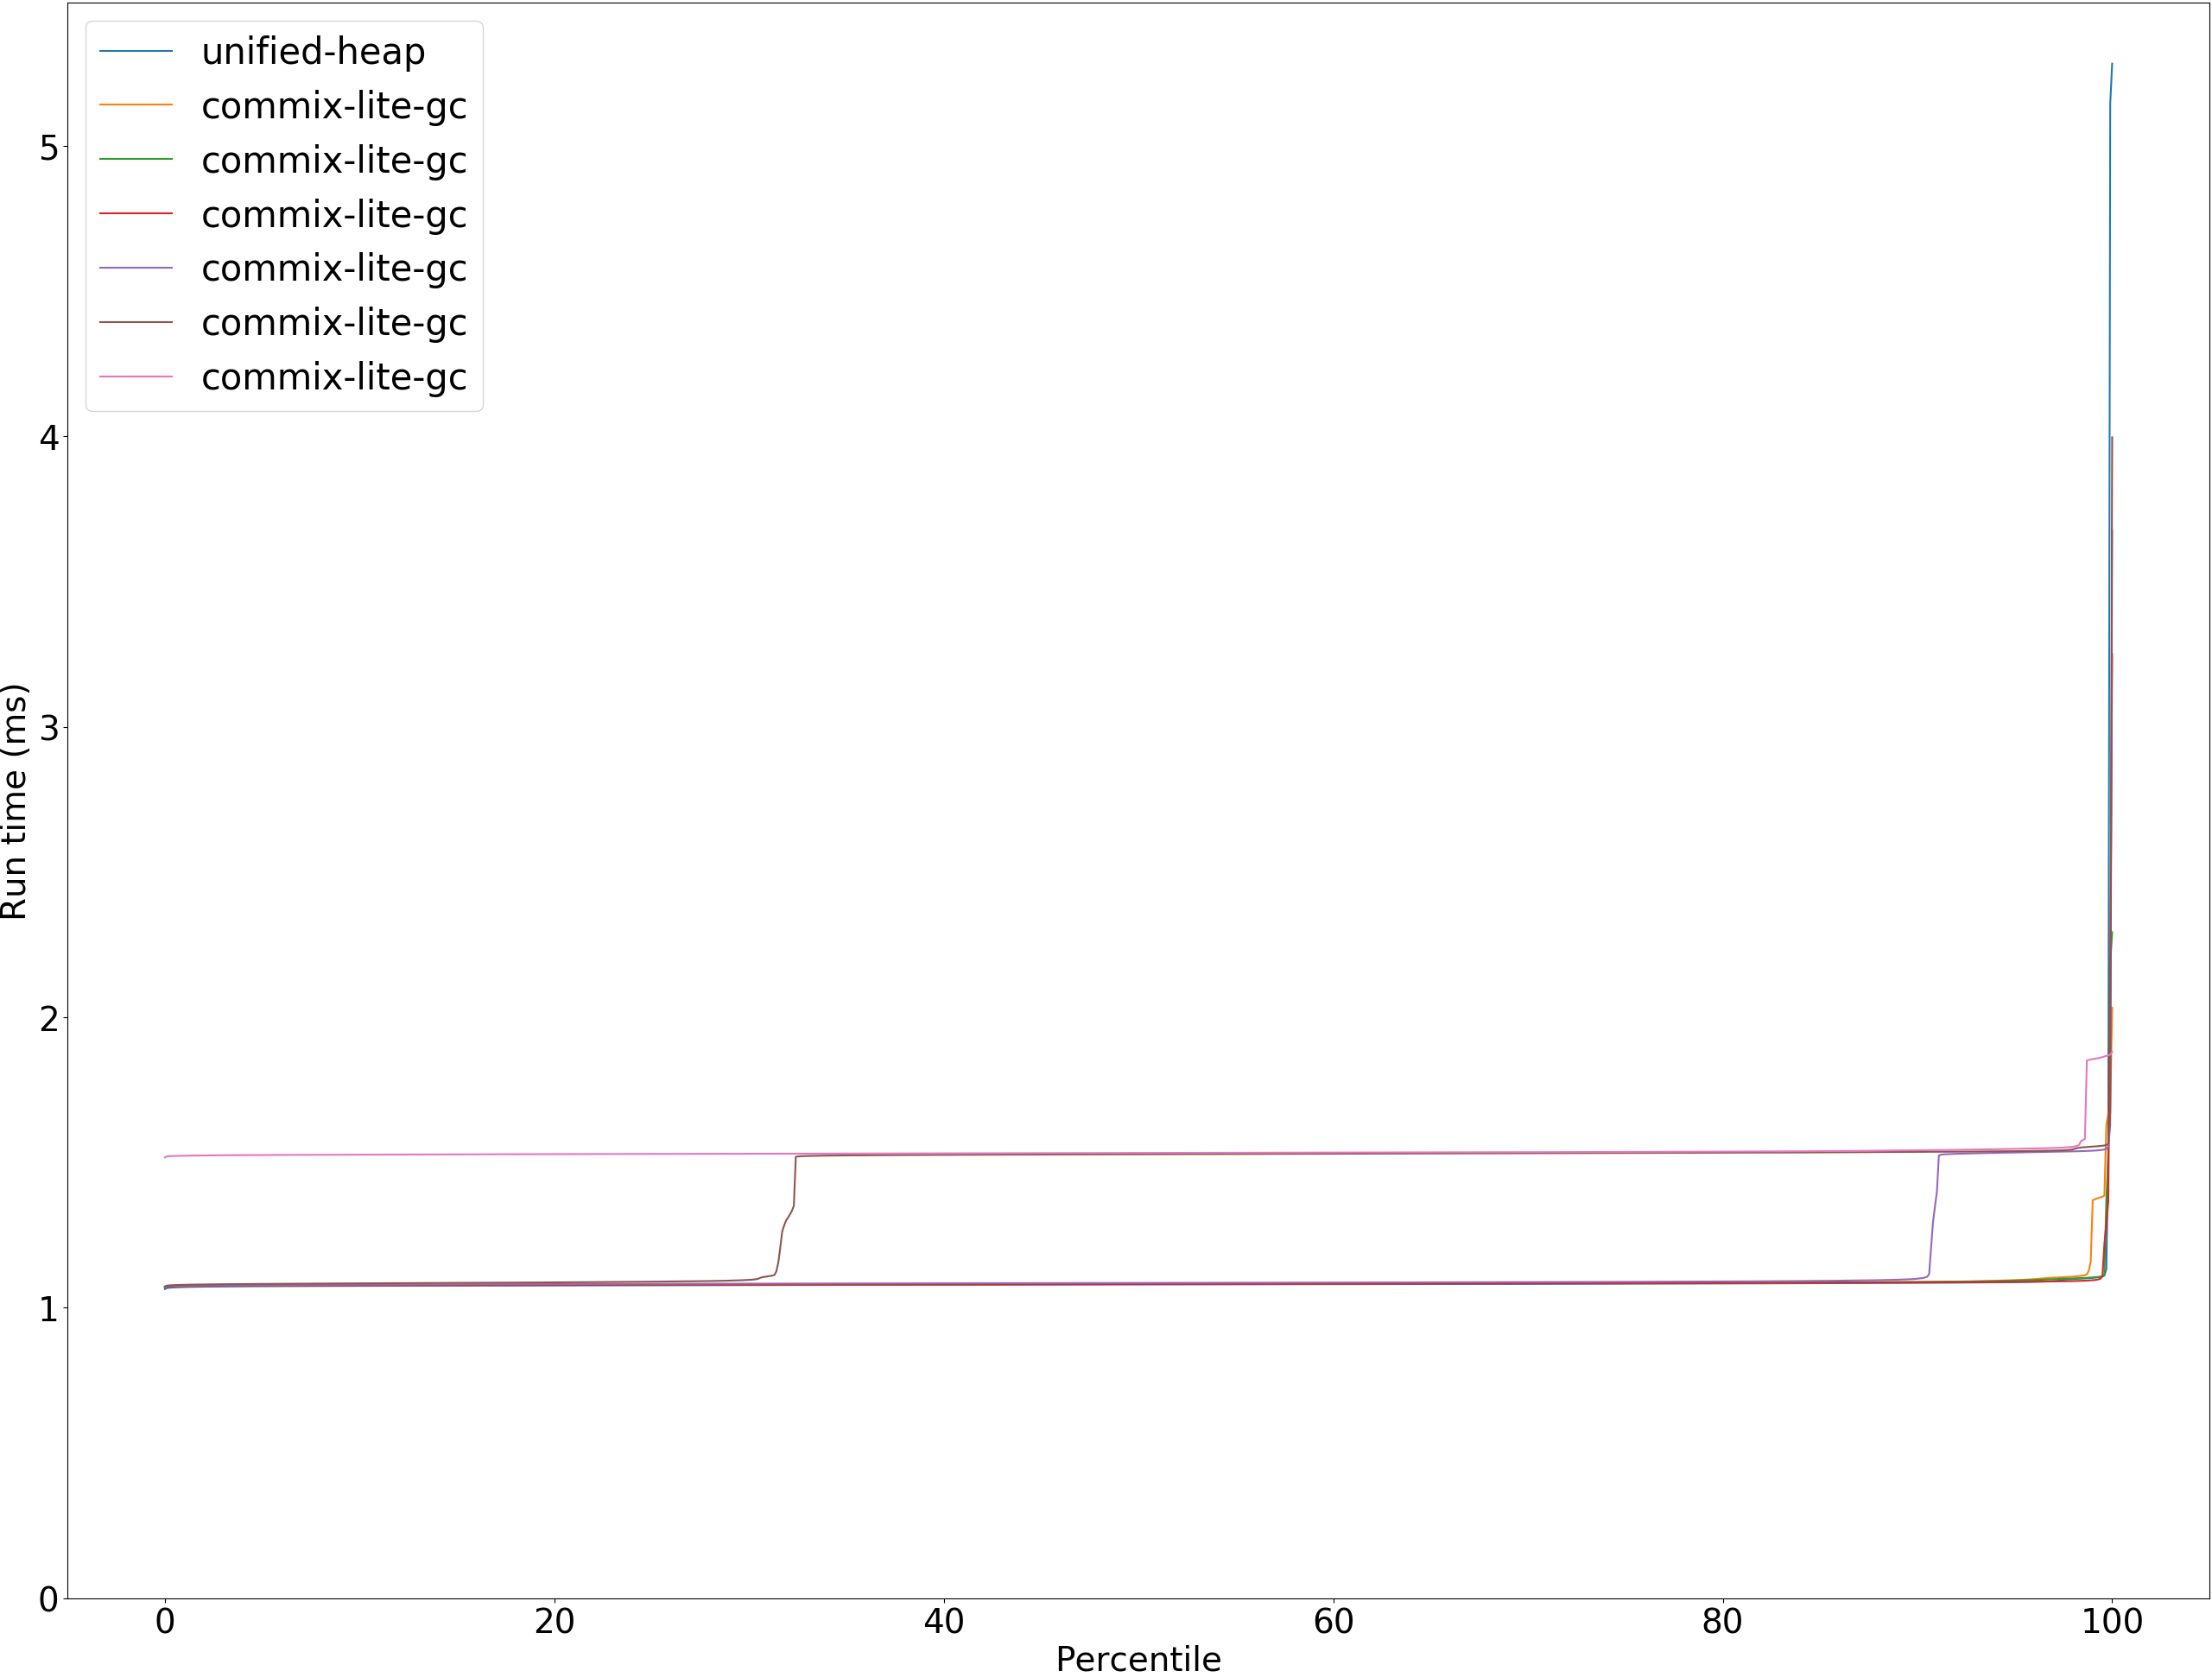 unified-heap
commix-lite-gc
commix-lite-gc
commix-lite-gc
commix-lite-gc
commix-lite-gc
commix-lite-gc
5
4
3
2
1
0
Run time (ms)
0 20 40 60 80 100
Percentile